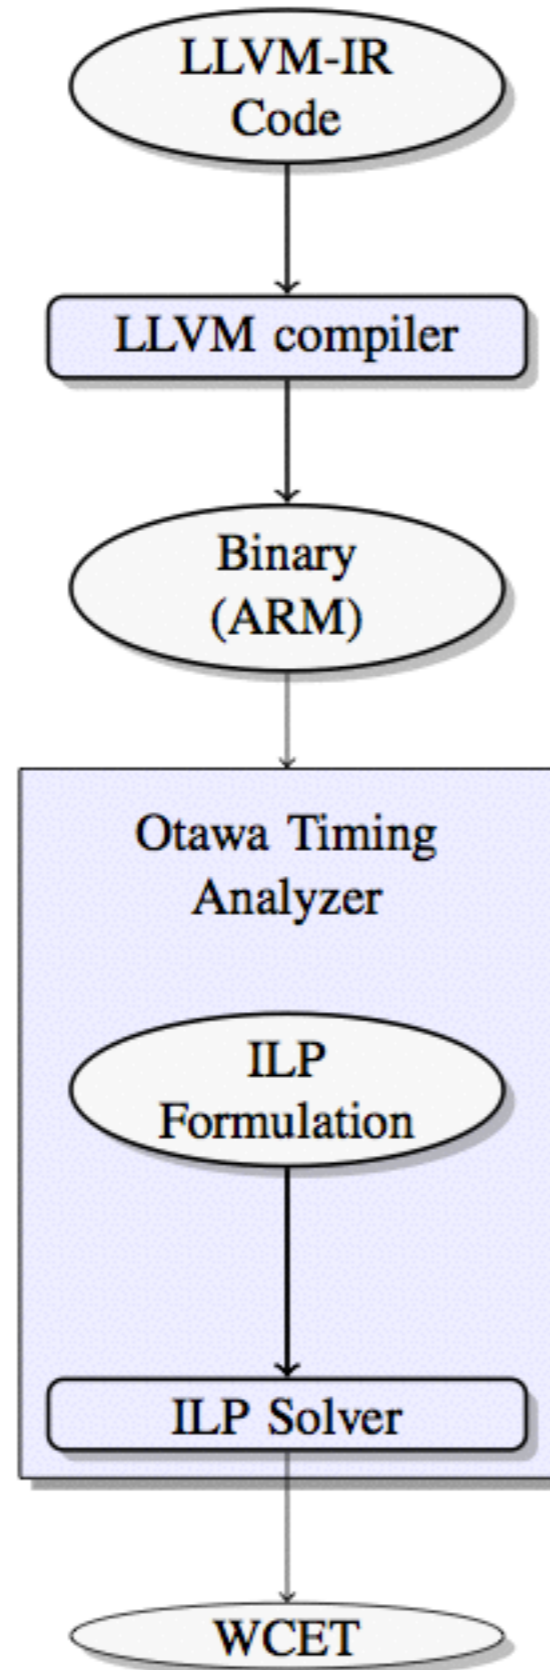 LLVM-IR
Code
LLVM compiler
Binary
(ARM)
Otawa Timing
Analyzer
ILP
Formulation
ILP Solver
WCET